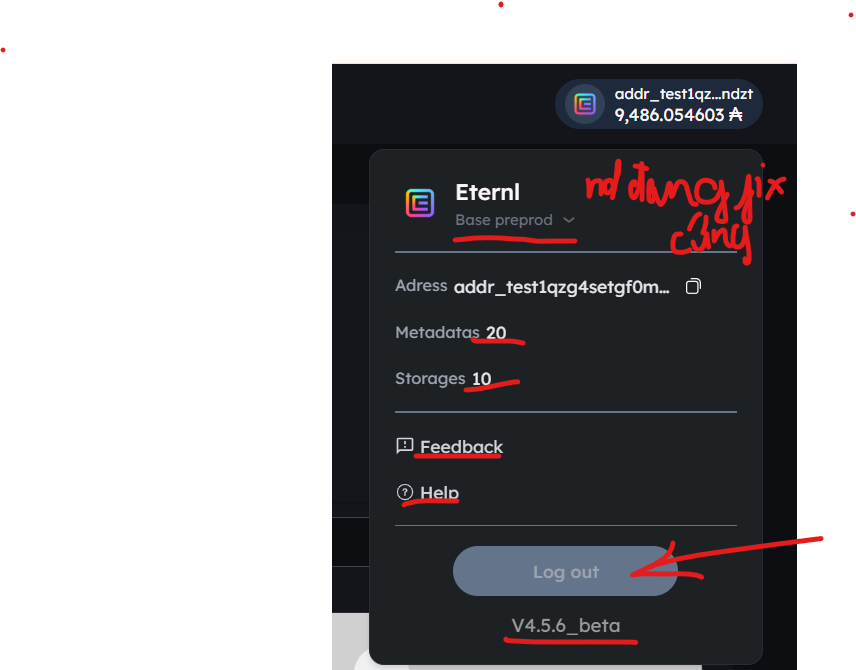 addr_test1qz...ndzt
9,486.054603 ₳
Eternl
nd đang fix
cứng
Base preprod
Adress addr_test1qzg4setgf0m...
Metadatas 20
Storages 10
Feedback
Help
Log out
V4.5.6_beta